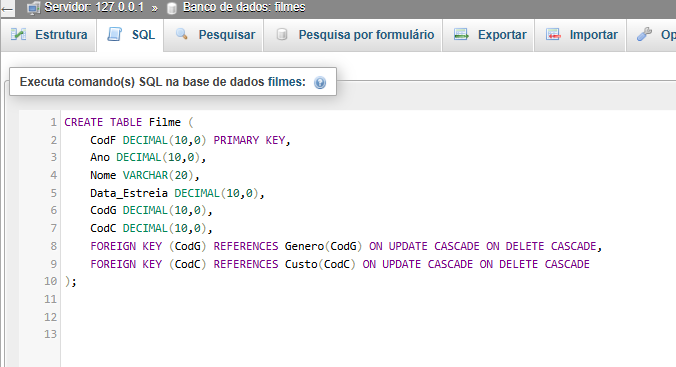 Servidor: 127.0.0.1 » Banco de dados: filmes
Estrutura SQL Pesquisar Pesquisa por formulário Exportar Importar Op
Executa comando(s) SQL na base de dados filmes:
1 CREATE TABLE Filme (
2 CodF DECIMAL(10,0) PRIMARY KEY,
3 Ano DECIMAL(10,0),
4 Nome VARCHAR(20),
5 Data_Estreia DECIMAL(10,0),
6 CodG DECIMAL(10,0),
7 CodC DECIMAL(10,0),
8 FOREIGN KEY (CodG) REFERENCES Genero(CodG) ON UPDATE CASCADE ON DELETE CASCADE,
9 FOREIGN KEY (CodC) REFERENCES Custo(CodC) ON UPDATE CASCADE ON DELETE CASCADE
10 );
11
12
13